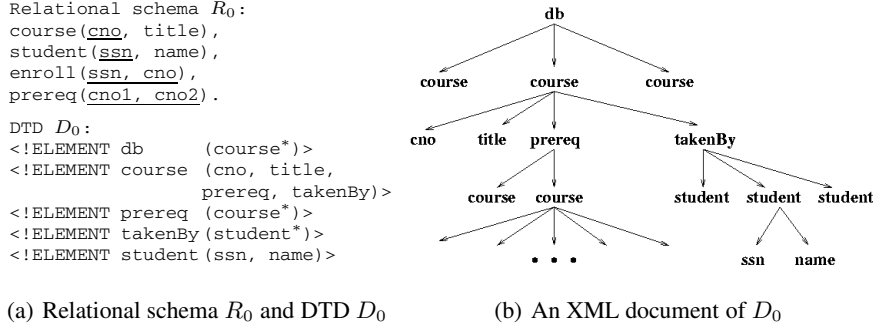 Relational schema R₀:
course(cno, title),
student(ssn, name),
enroll(ssn, cno),
prereq(cno1, cno2).
DTD D₀:
<!ELEMENT db (course*)>
<!ELEMENT course (cno, title,
prereq, takenBy)>
<!ELEMENT prereq (course*)>
<!ELEMENT takenBy(student*)>
<!ELEMENT student(ssn, name)>
(a) Relational schema R₀ and DTD D₀
db
course course course
cno title prereq takenBy
course course student student student
ssn name
(b) An XML document of D₀